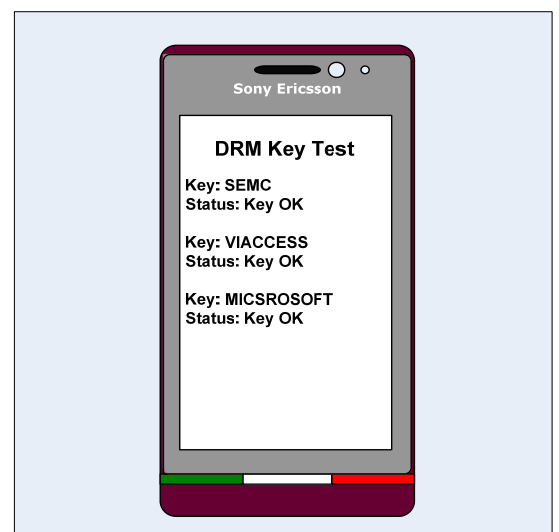 Sony Ericsson
DRM Key Test
Key: SEMC
Status: Key OK
Key: VIACCESS
Status: Key OK
Key: MICSROSOFT
Status: Key OK